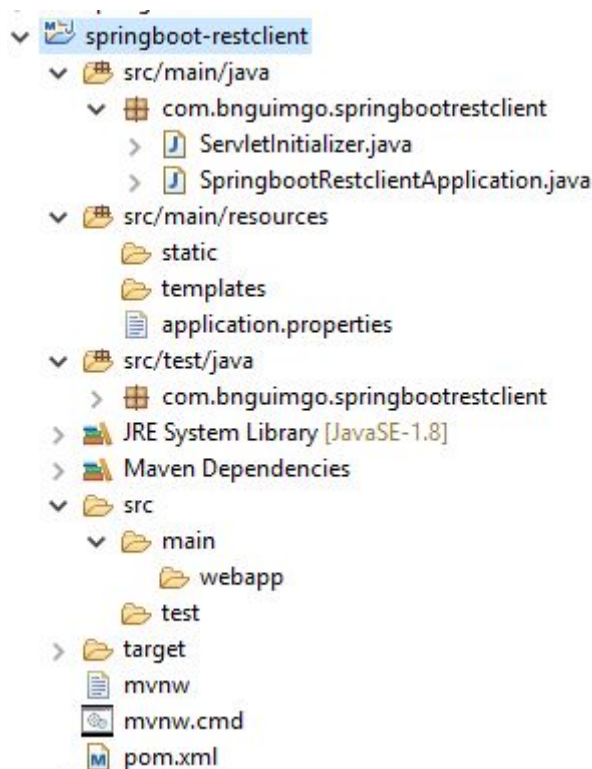 springboot-restclient
src/main/java
com.bnguimgo.springbootrestclient
ServletInitializer.java
SpringbootRestclientApplication.java
src/main/resources
static
templates
application.properties
src/test/java
com.bnguimgo.springbootrestclient
JRE System Library [JavaSE-1.8]
Maven Dependencies
src
main
webapp
test
target
mvnw
mvnw.cmd
pom.xml